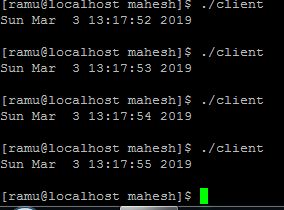 [ramu@localhost mahesh]$ ./client
Sun Mar  3 13:17:52 2019
[ramu@localhost mahesh]$ ./client
Sun Mar  3 13:17:53 2019
[ramu@localhost mahesh]$ ./client
Sun Mar  3 13:17:54 2019
[ramu@localhost mahesh]$ ./client
Sun Mar  3 13:17:55 2019
[ramu@localhost mahesh]$